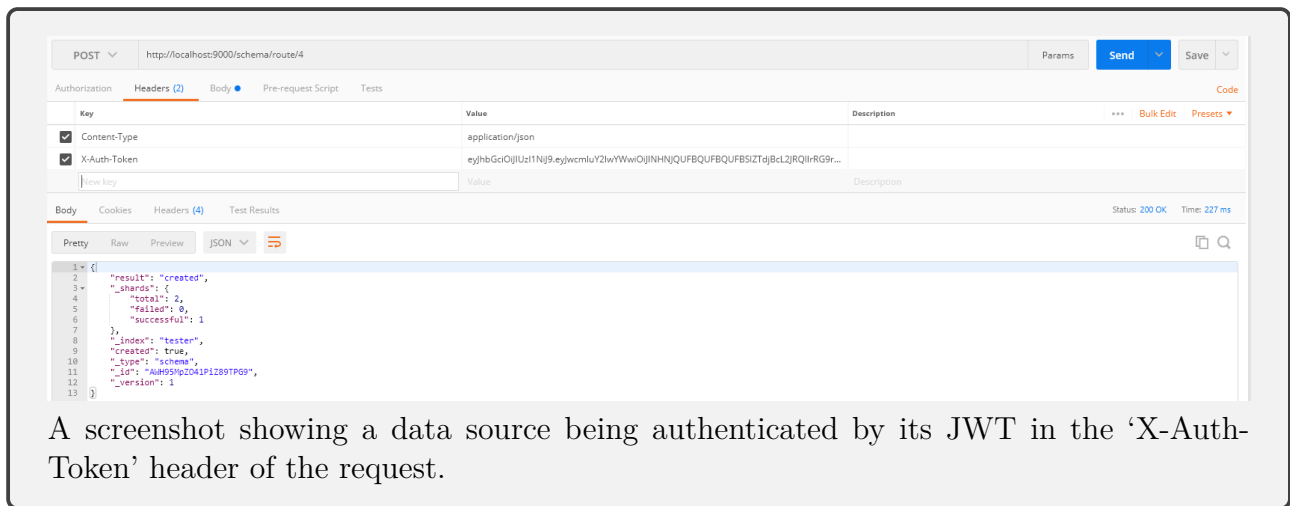 POST http://localhost:9000/schema/route/4 Params Send Save
Authorization Headers (2) Body Pre-request Script Tests Code
Key Value Description ••• Bulk Edit Presets
Content-Type application/json
X-Auth-Token
New key Value Description
Body Cookies Headers (4) Test Results Status: 200 OK Time: 227 ms
Pretty Raw Preview JSON
1 {
2 "result": "created",
3 "_shards": {
4 "total": 2,
5 "failed": 0,
6 "successful": 1
7 },
8 "_index": "tester",
9 "created": true,
10 "_type": "schema",
11 "_id": "AWH95MpZO41PiZ89TPG9",
12 "_version": 1
13 }
A screenshot showing a data source being authenticated by its JWT in the ‘X-Auth-
Token’ header of the request.